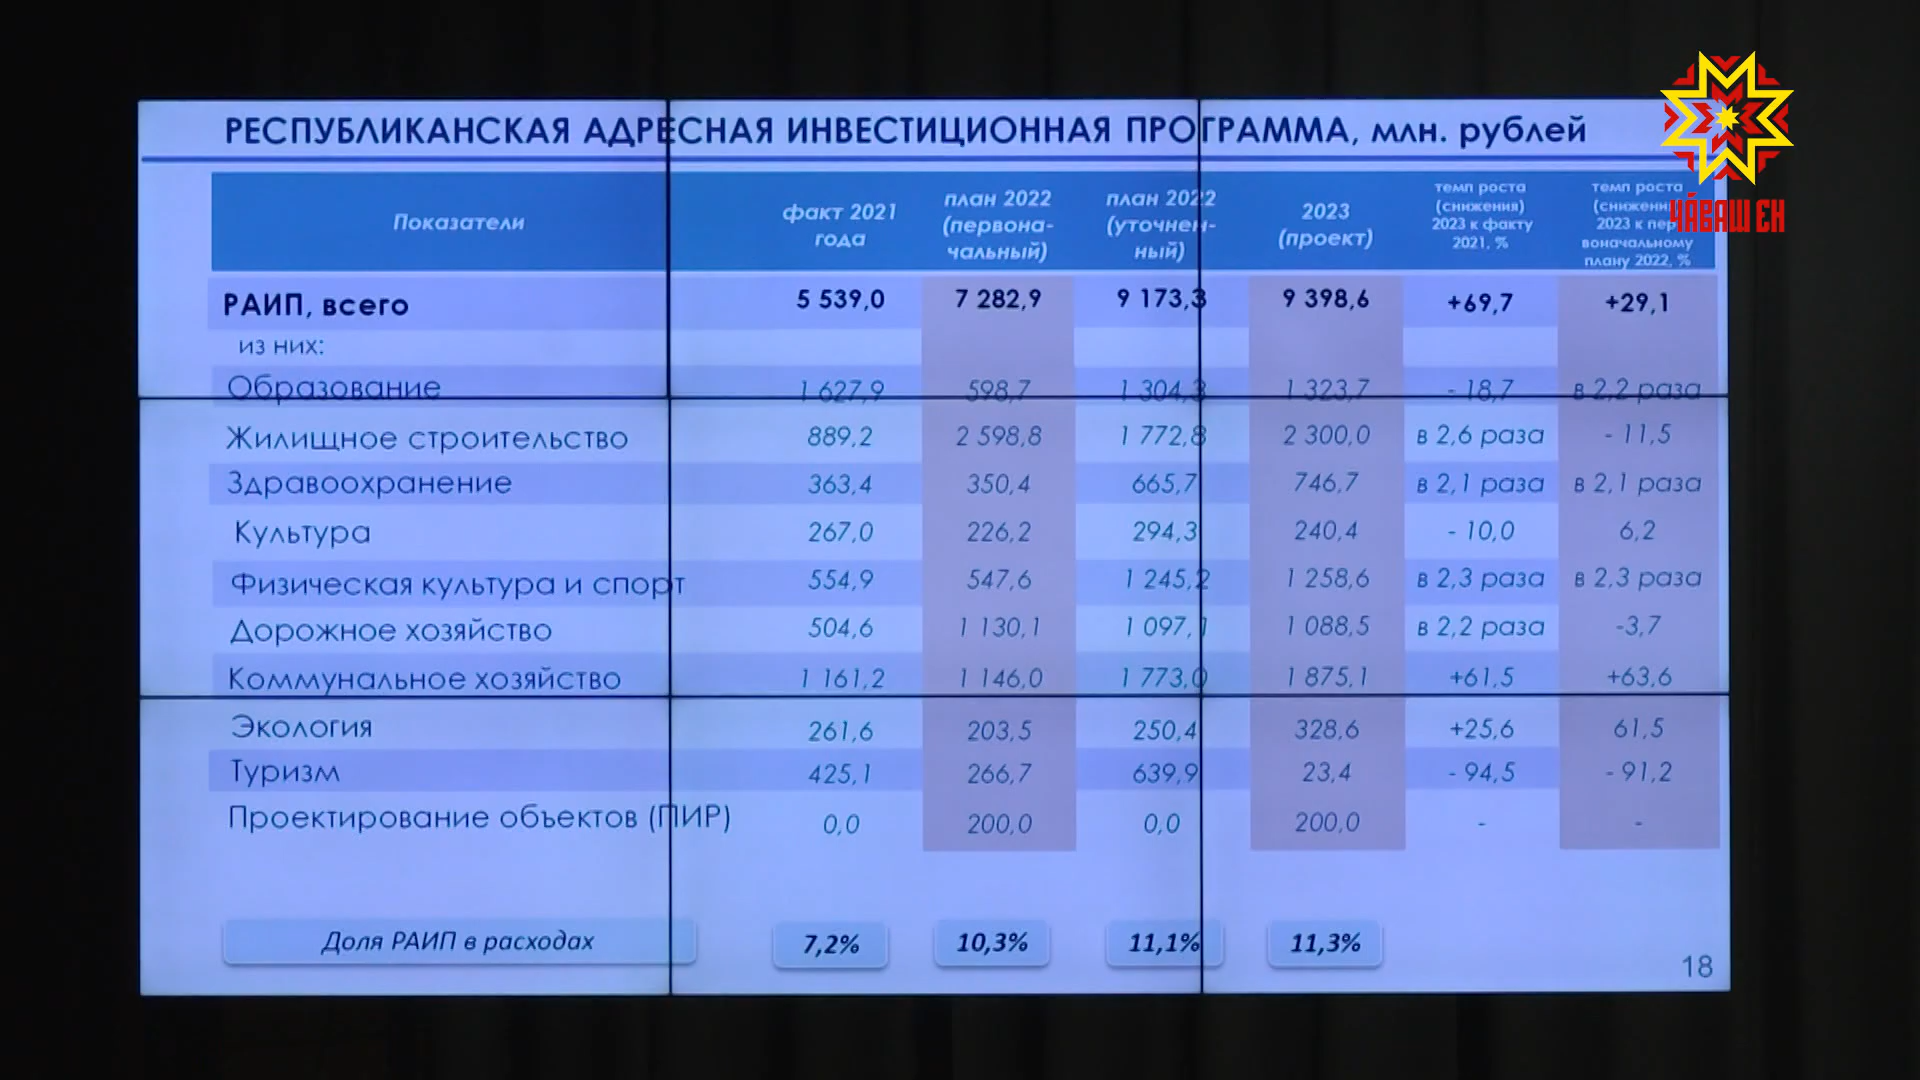 РЕСПУБЛИКАНСКАЯ АДРЕСНАЯ ИНВЕСТИЦИОННАЯ ПРОГРАММА, млн. рублей
ЧӐВАШ ЕН
Показатели
факт 2021
года
план 2022
(первона-
чальный)
план 2022
(уточнен-
ный)
2023
(проект)
темп роста
(снижения)
2023 к факту
2021, %
темп роста
(снижени
2023 к пер
воначальному
плану 2022, %
РАИП, всего 5 539,0 7 282,9 9 173,3 9 398,6 +69,7 +29,1
из них:
Образование 1 627,9 598,7 1 304,3 1 323,7 - 18,7 в 2,2 раза
Жилищное строительство 889,2 2 598,8 1 772,8 2 300,0 в 2,6 раза - 11,5
Здравоохранение 363,4 350,4 665,7 746,7 в 2,1 раза в 2,1 раза
Культура 267,0 226,2 294,3 240,4 - 10,0 6,2
Физическая культура и спорт 554,9 547,6 1 245,2 1 258,6 в 2,3 раза в 2,3 раза
Дорожное хозяйство 504,6 1 130,1 1 097,1 1 088,5 в 2,2 раза -3,7
Коммунальное хозяйство 1 161,2 1 146,0 1 773,0 1 875,1 +61,5 +63,6
Экология 261,6 203,5 250,4 328,6 +25,6 61,5
Туризм 425,1 266,7 639,9 23,4 - 94,5 - 91,2
Проектирование объектов (ПИР) 0,0 200,0 0,0 200,0 - -
Доля РАИП в расходах 7,2% 10,3% 11,1% 11,3%
18